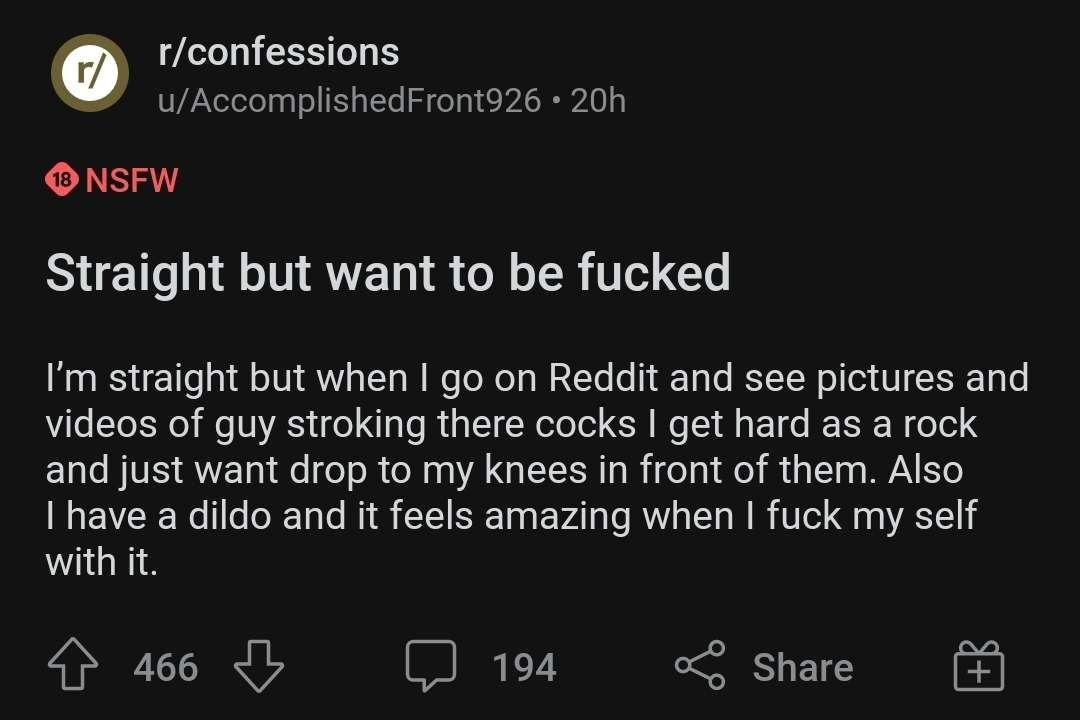 r/
r/confessions
u/AccomplishedFront926 • 20h
18 NSFW
Straight but want to be fucked
I'm straight but when I go on Reddit and see pictures and
videos of guy stroking there cocks I get hard as a rock
and just want drop to my knees in front of them. Also
I have a dildo and it feels amazing when I fuck my self
with it.
466 194 Share